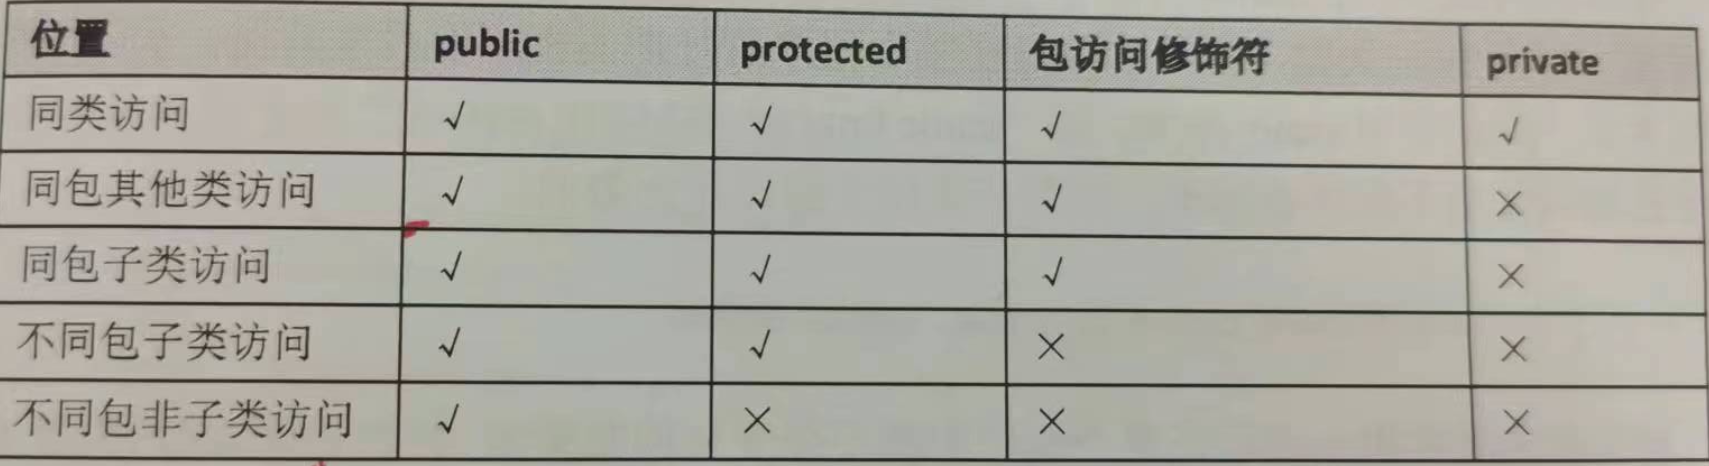 位置 public protected 包访问修饰符 private
同类访问 √ √ √ √
同包其他类访问 √ √ √ ×
同包子类访问 √ √ √ ×
不同包子类访问 √ √ × ×
不同包非子类访问 √ × × ×